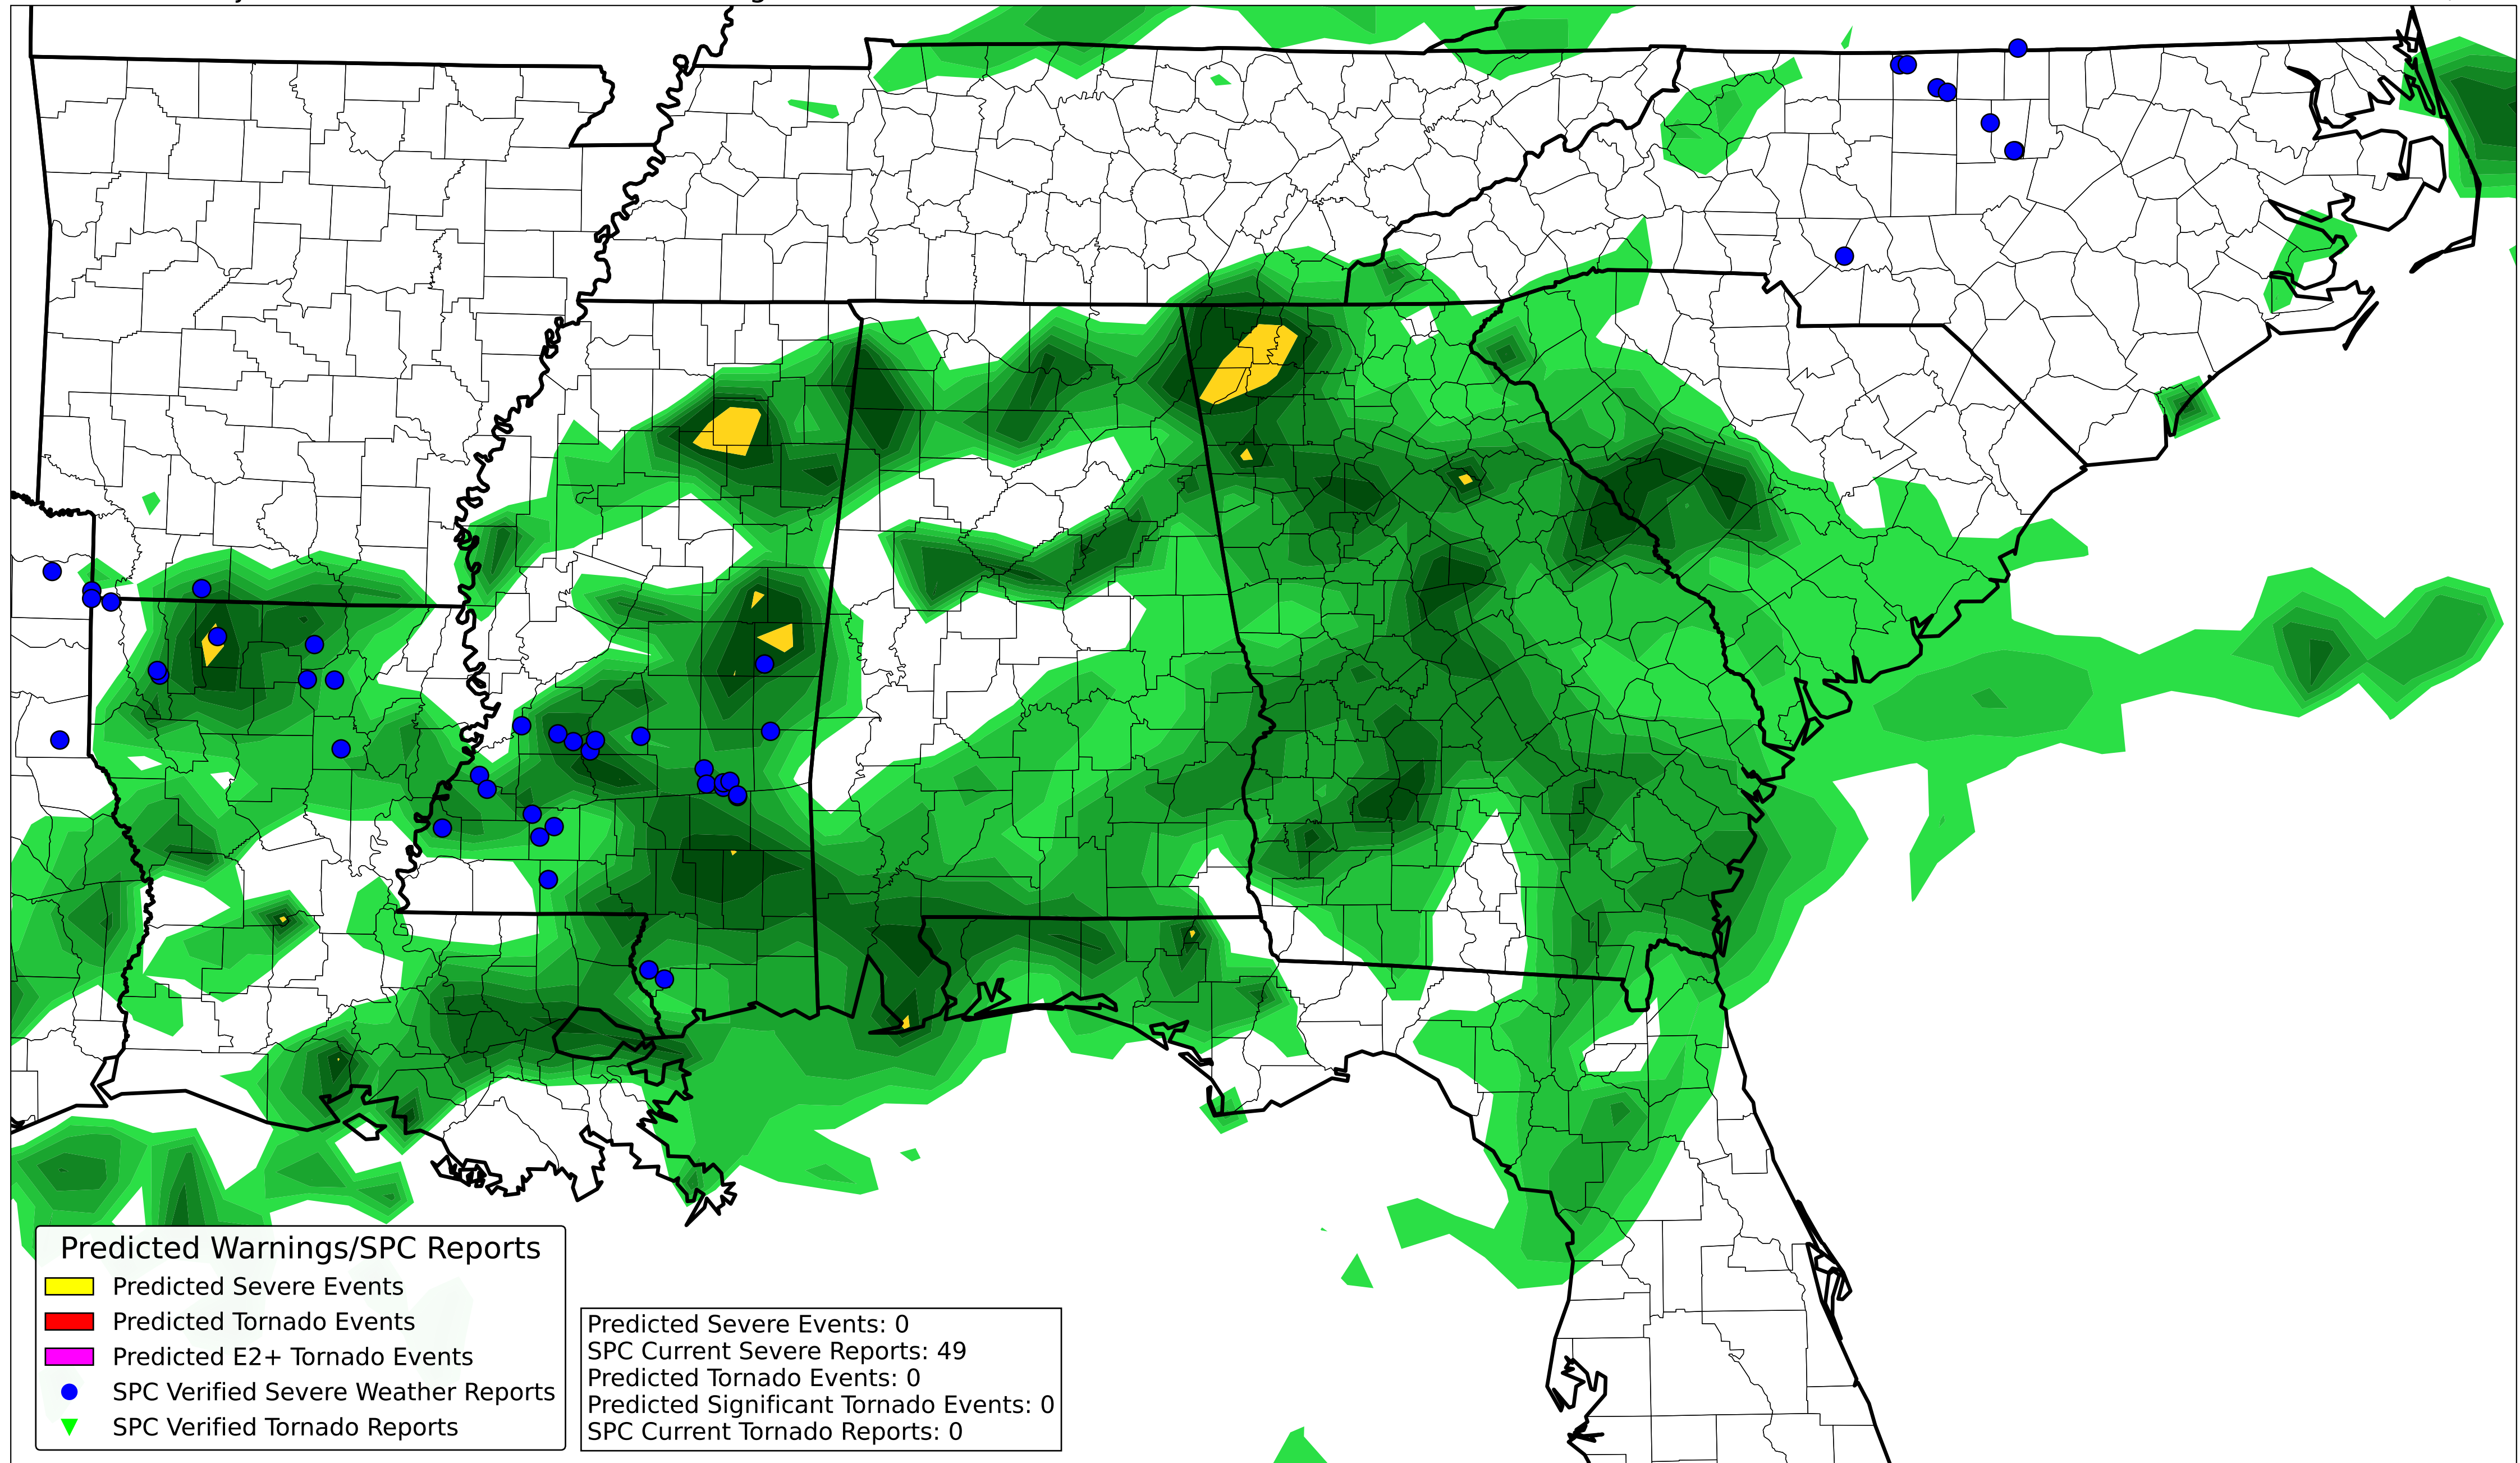 Predicted Warnings/SPC Reports
Predicted Severe Events
Predicted Tornado Events
Predicted E2+ Tornado Events
SPC Verified Severe Weather Reports
SPC Verified Tornado Reports
Predicted Severe Events: 0
SPC Current Severe Reports: 49
Predicted Tornado Events: 0
Predicted Significant Tornado Events: 0
SPC Current Tornado Reports: 0